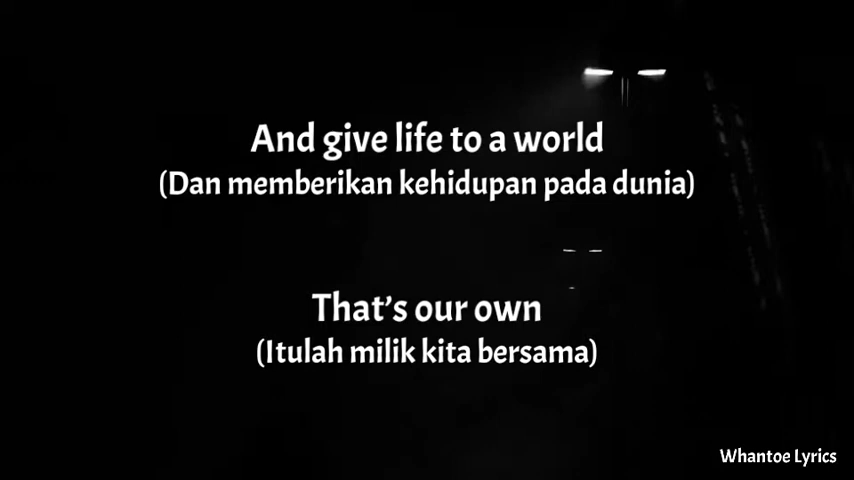 And give life to a world
(Dan memberikan kehidupan pada dunia)
That's our own
(Itulah milik kita bersama)
Whantoe Lyrics